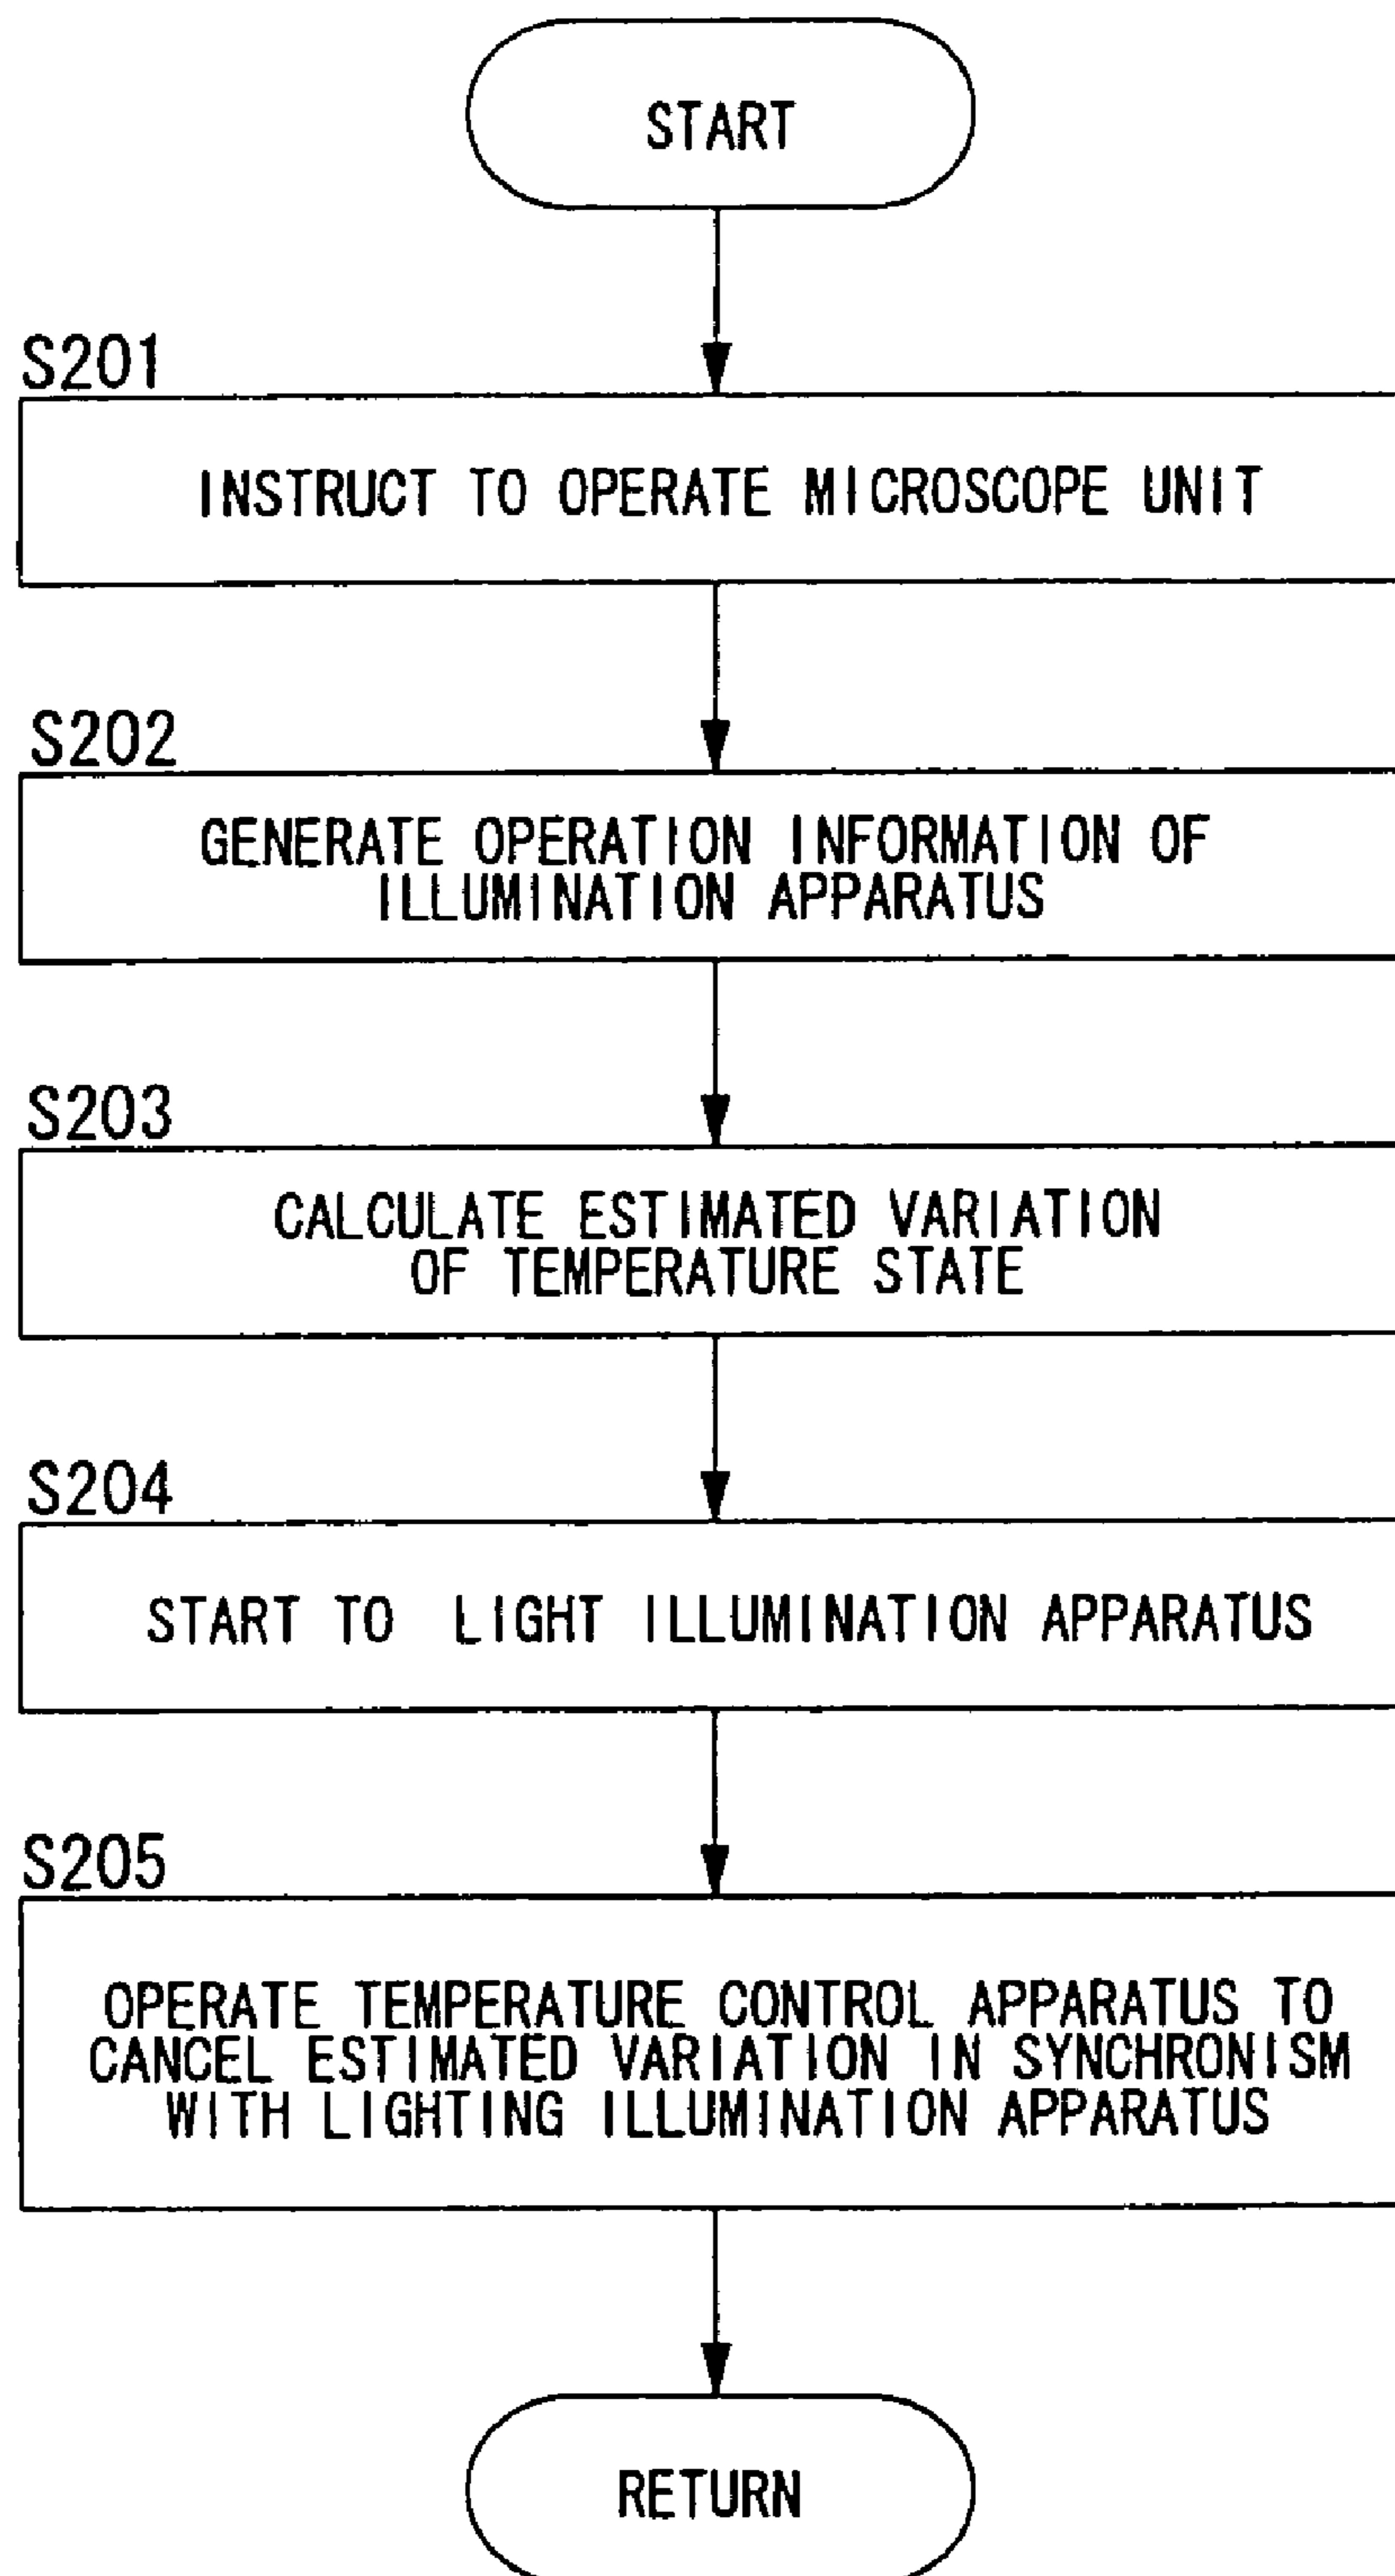 START
S201
INSTRUCT TO OPERATE MICROSCOPE UNIT
S202
GENERATE OPERATION INFORMATION OF
ILLUMINATION APPARATUS
S203
CALCULATE ESTIMATED VARIATION
OF TEMPERATURE STATE
S204
START TO LIGHT ILLUMINATION APPARATUS
S205
OPERATE TEMPERATURE CONTROL APPARATUS TO
CANCEL ESTIMATED VARIATION IN SYNCHRONISM
WITH LIGHTING ILLUMINATION APPARATUS
RETURN